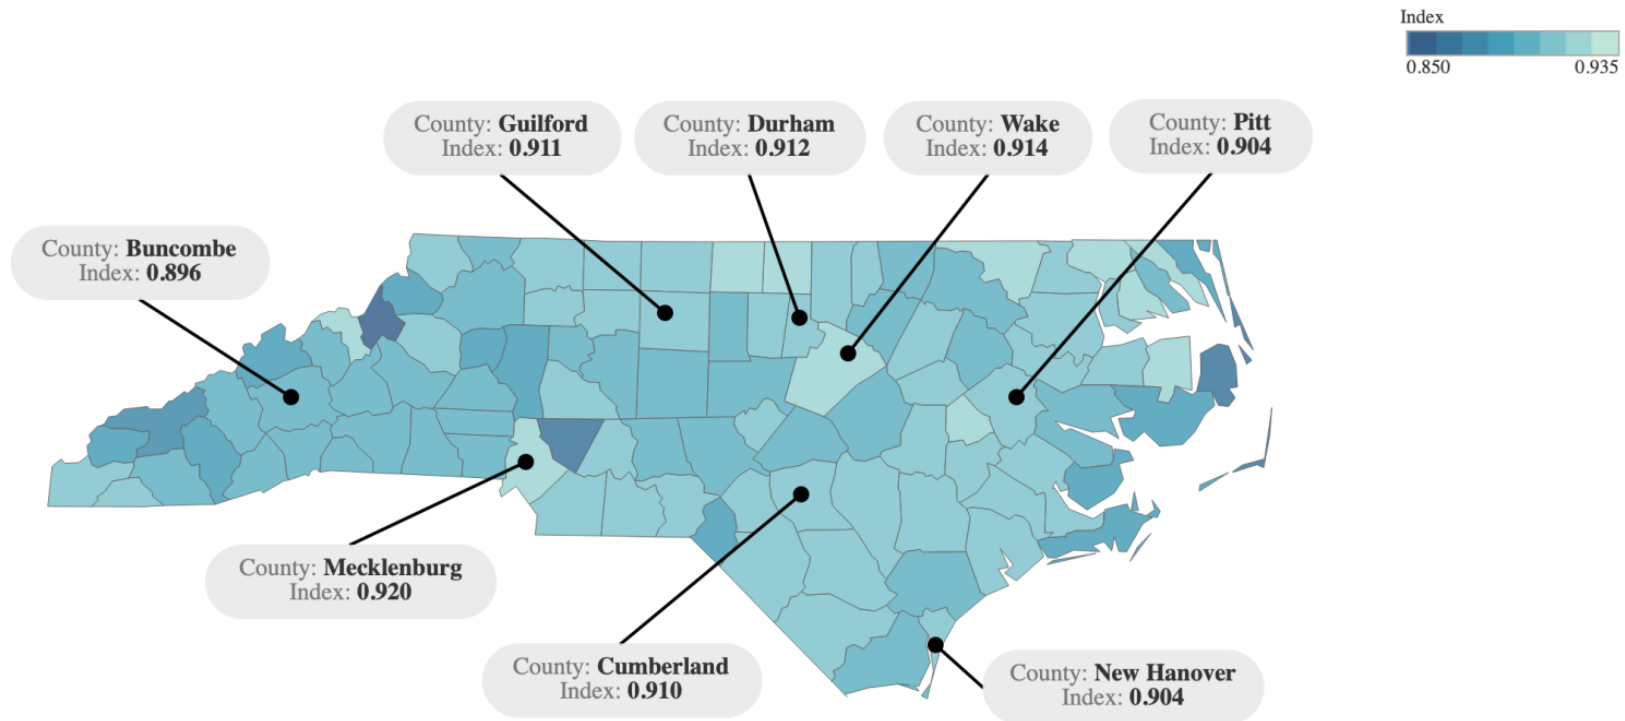 Index
0.850 0.935
County: Guilford
Index: 0.911
County: Durham
Index: 0.912
County: Wake
Index: 0.914
County: Pitt
Index: 0.904
County: Buncombe
Index: 0.896
County: Mecklenburg
Index: 0.920
County: Cumberland
Index: 0.910
County: New Hanover
Index: 0.904